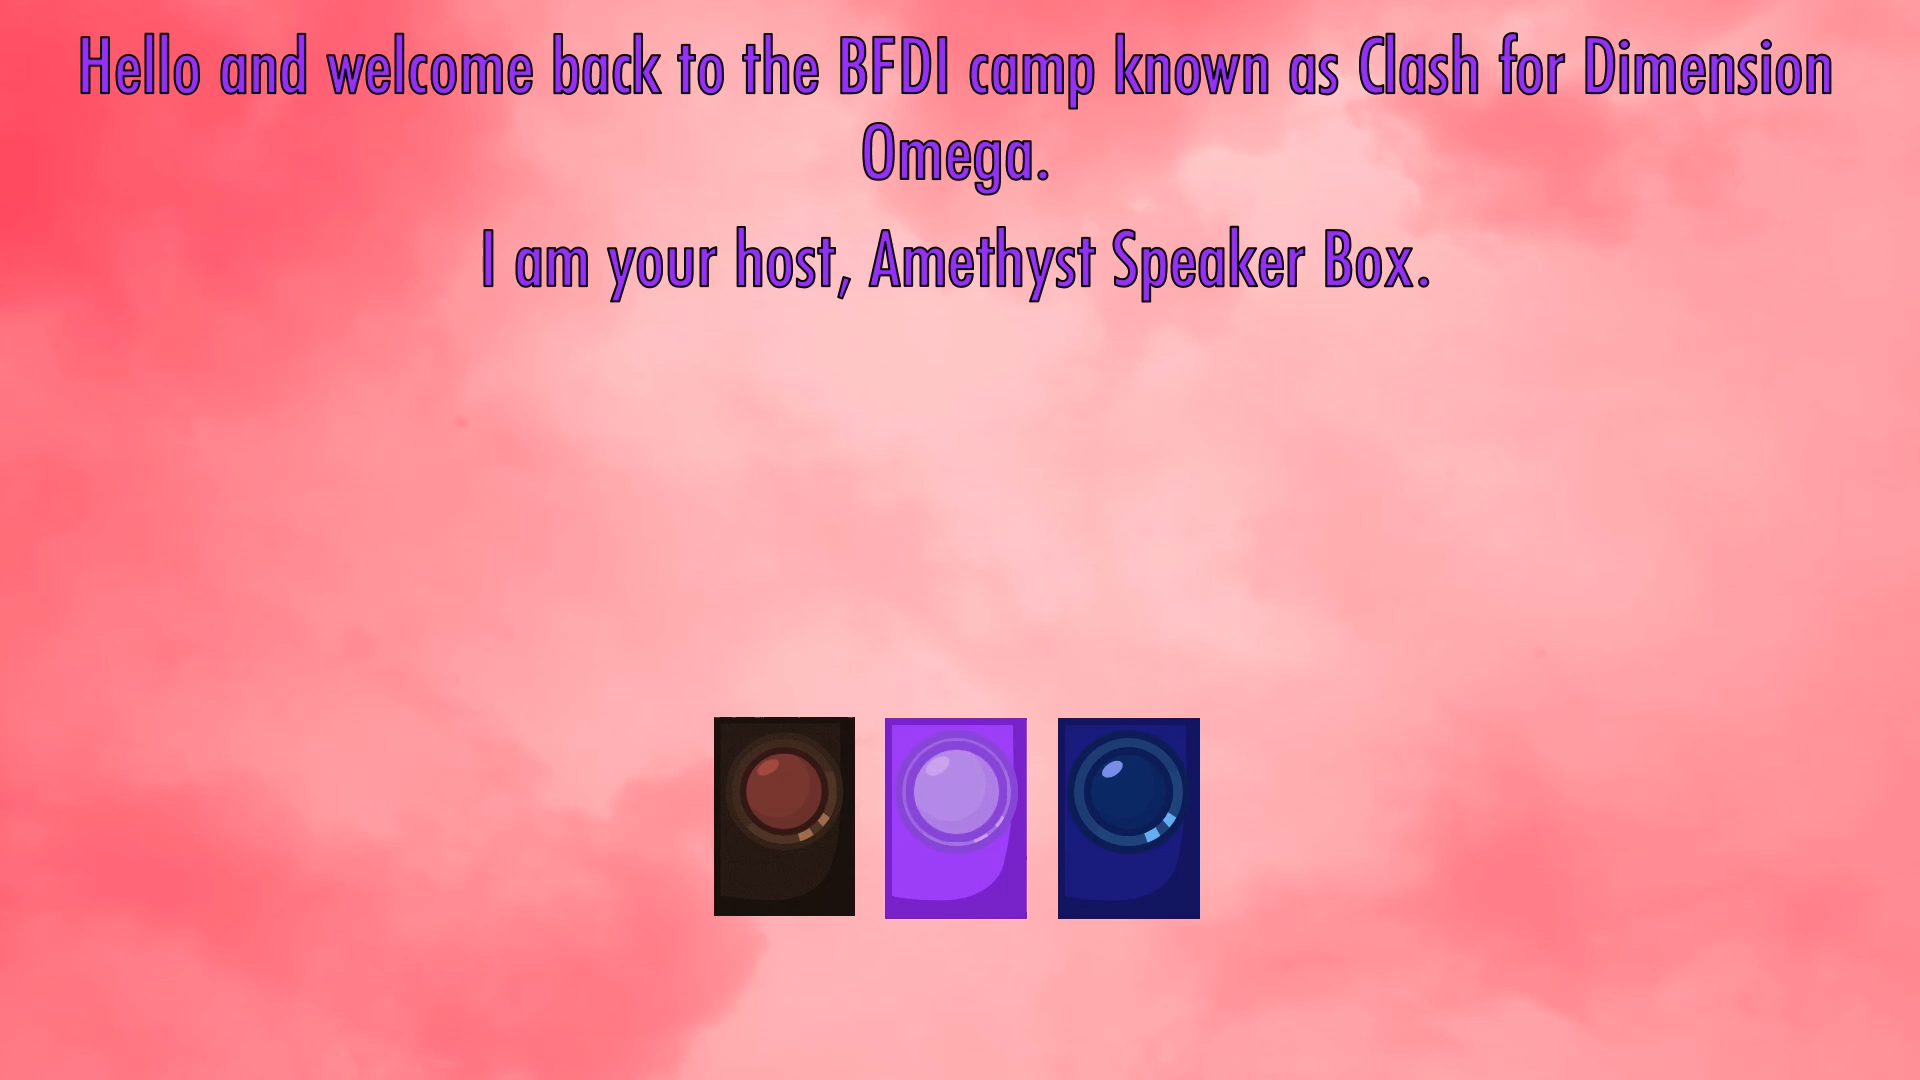 Hello and welcome back to the BFDI camp known as Clash for Dimension
Omega.
I am your host, Amethyst Speaker Box.